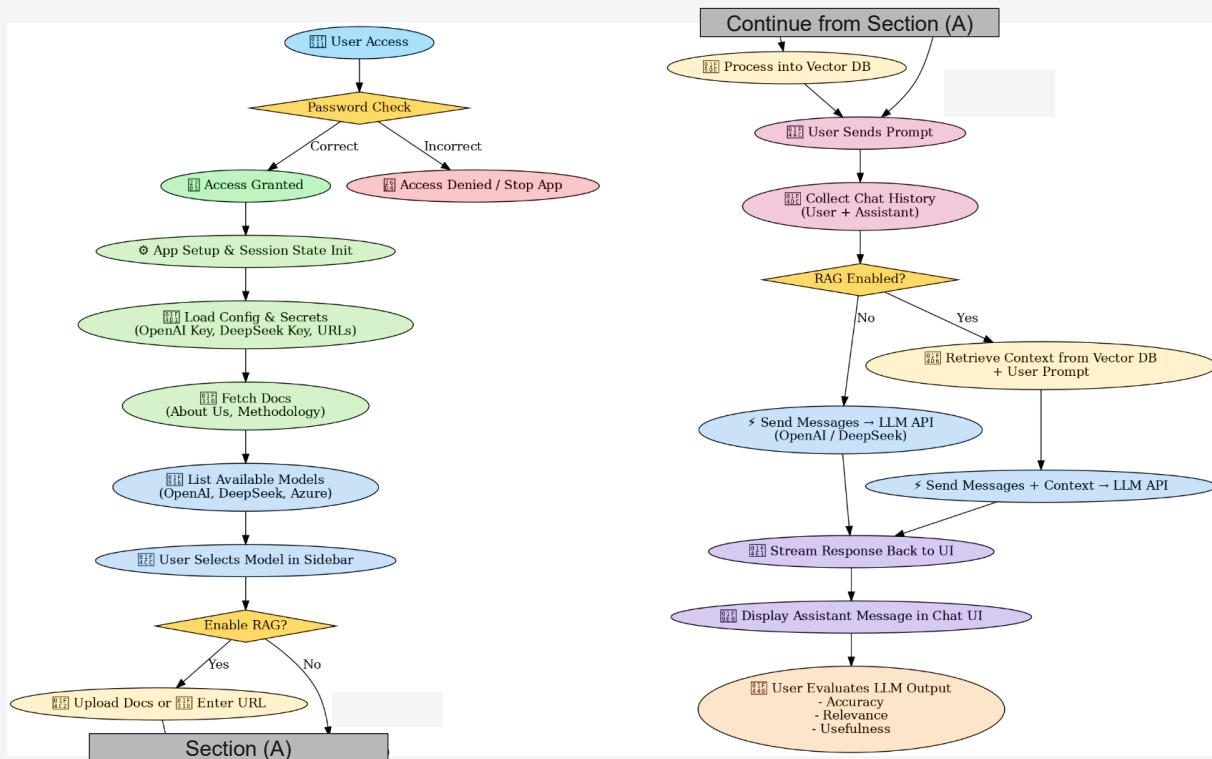 User Access
Password Check
Correct
Incorrect
Access Granted
Access Denied / Stop App
⚙ App Setup & Session State Init
Load Config & Secrets
(OpenAI Key, DeepSeek Key, URLs)
Fetch Docs
(About Us, Methodology)
List Available Models
(OpenAI, DeepSeek, Azure)
User Selects Model in Sidebar
Enable RAG?
Yes
No
Upload Docs or Enter URL
Section (A)
Continue from Section (A)
Process into Vector DB
User Sends Prompt
Collect Chat History
(User + Assistant)
RAG Enabled?
No
Yes
Retrieve Context from Vector DB
+ User Prompt
⚡ Send Messages → LLM API
(OpenAI / DeepSeek)
⚡ Send Messages + Context → LLM API
Stream Response Back to UI
Display Assistant Message in Chat UI
User Evaluates LLM Output
- Accuracy
- Relevance
- Usefulness